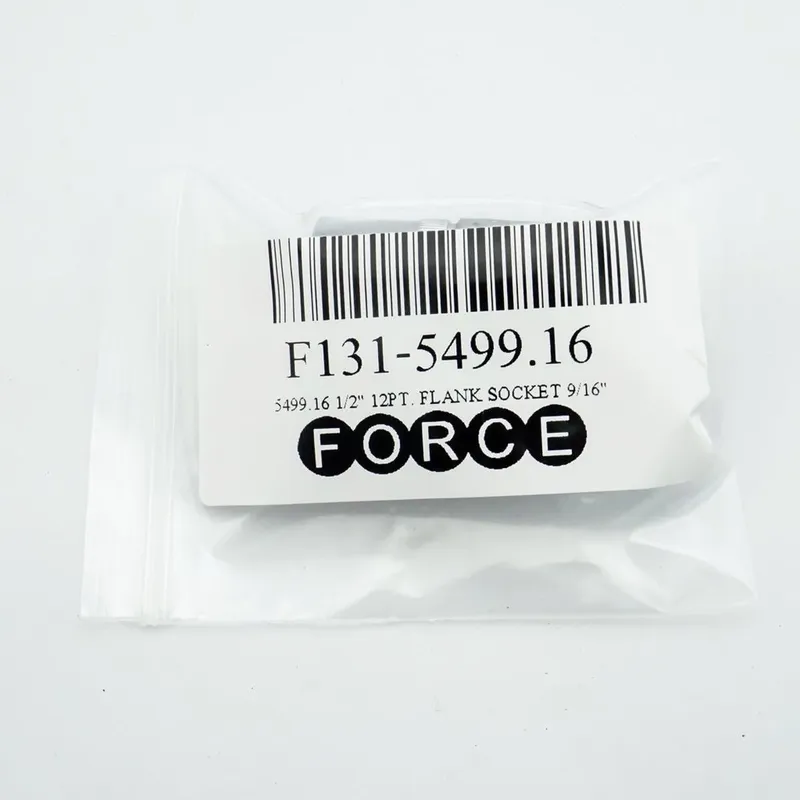 F131-5499.16
5499.16 1/2" 12PT. FLANK SOCKET 9/16"
FORCE